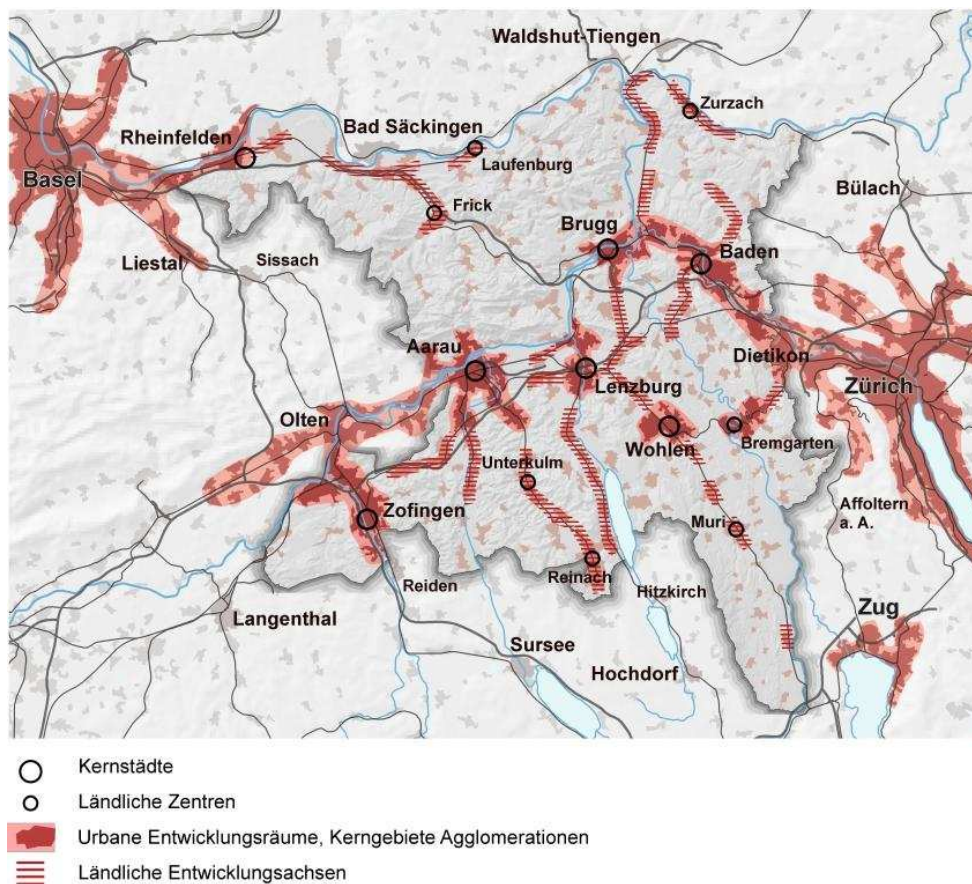 Waldshut-Tiengen
Zurzach
Rheinfelden
Bad Säckingen
Laufenburg
Basel
Bülach
Frick
Brugg
Baden
Liestal
Sissach
Aarau
Dietikon
Lenzburg
Zürich
Olten
Wohlen
Bremgarten
Unterkulm
Zofingen
Affoltern
a. A.
Muri
Reinach
Reiden
Hitzkirch
Langenthal
Zug
Sursee
Hochdorf
Kernstädte
Ländliche Zentren
Urbane Entwicklungsräume, Kerngebiete Agglomerationen
Ländliche Entwicklungsachsen